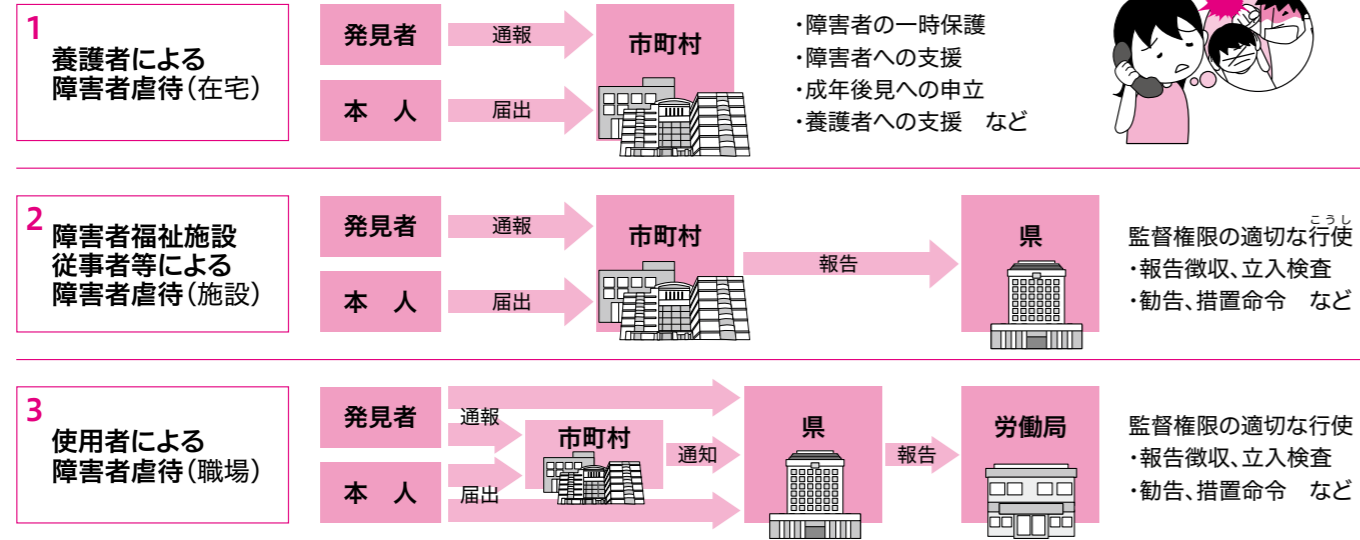 1
養護者による
障害者虐待(在宅)
発見者
通報
市町村
本 人
届出
・障害者の一時保護
・障害者への支援
・成年後見への申立
・養護者への支援 など
2
障害者福祉施設
従事者等による
障害者虐待(施設)
発見者
通報
市町村
本 人
届出
報告
県
こうし
監督権限の適切な行使
・報告徴収、立入検査
・勧告、措置命令 など
3
使用者による
障害者虐待(職場)
発見者
通報
市町村
本 人
届出
通知
県
報告
労働局
監督権限の適切な行使
・報告徴収、立入検査
・勧告、措置命令 など